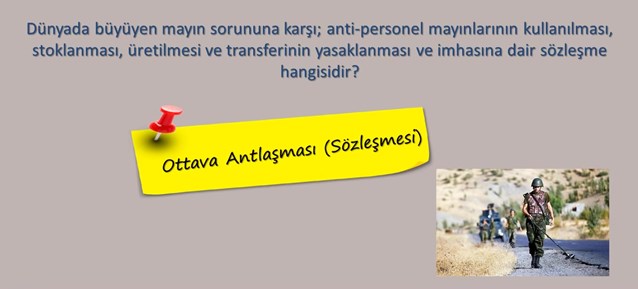 Dünyada büyüyen mayın sorununa karşı; anti-personel mayınlarının kullanılması,
stoklanması, üretilmesi ve transferinin yasaklanması ve imhasına dair sözleşme
hangisidir?
Ottava Antlaşması (Sözleşmesi)